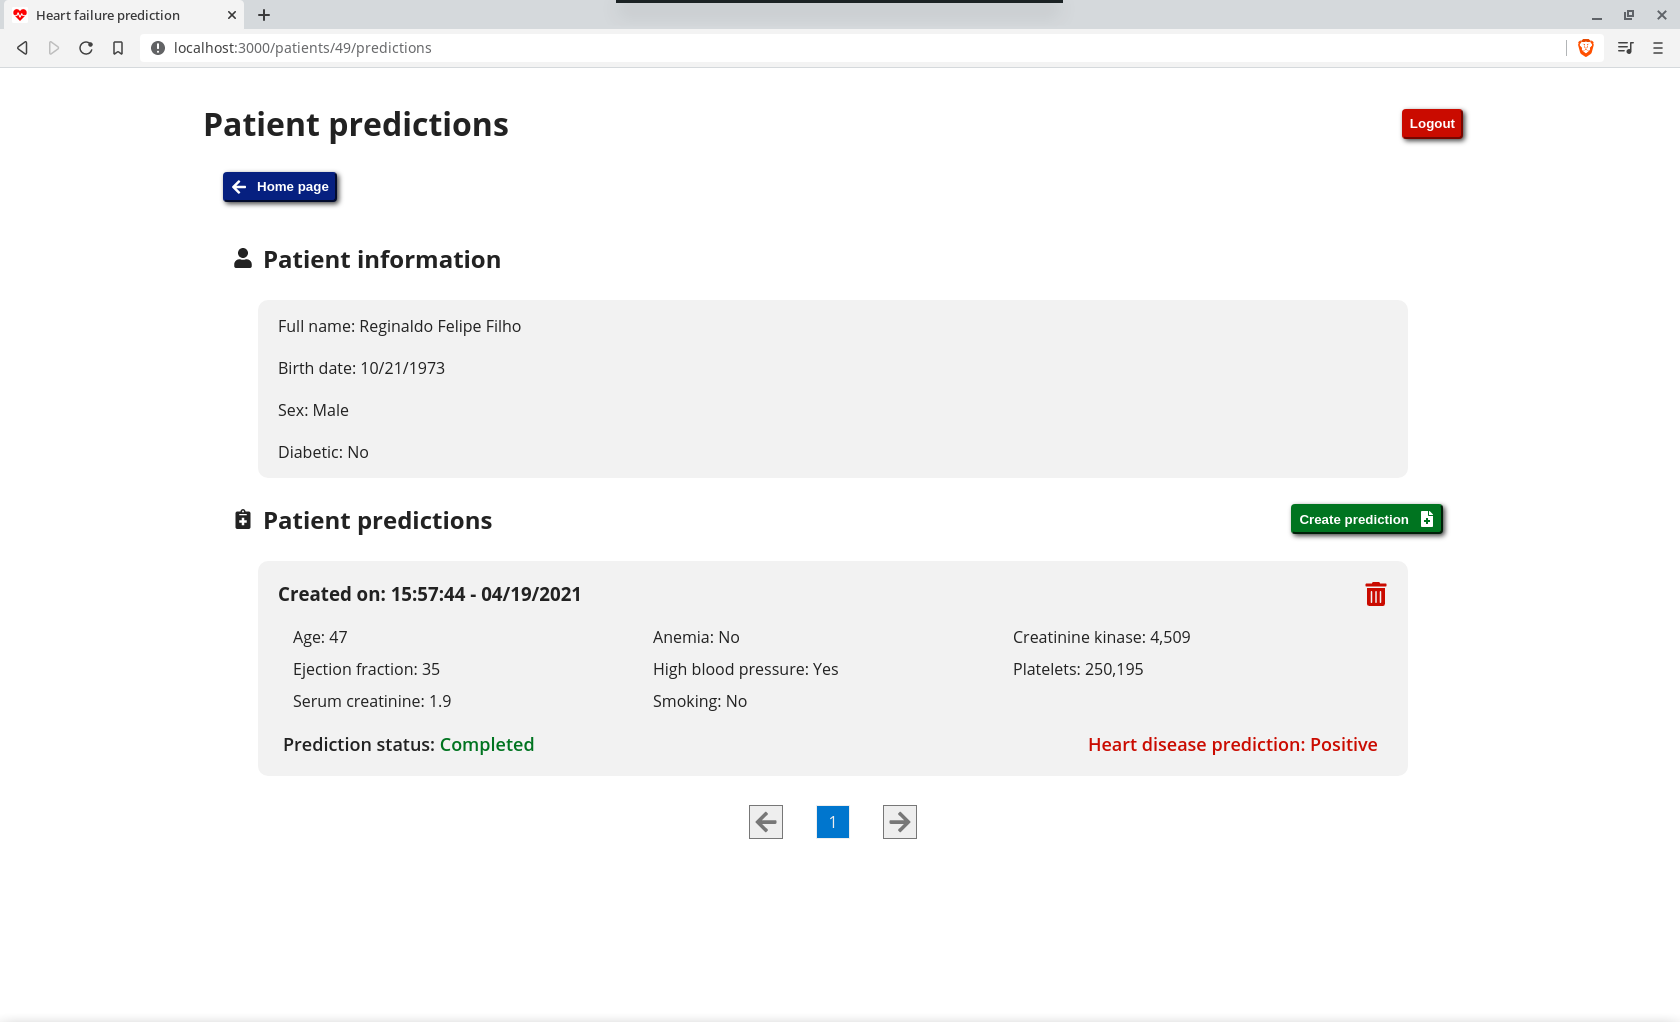 Heart failure prediction
localhost:3000/patients/49/predictions
Patient predictions
Logout
Home page
Patient information
Full name: Reginaldo Felipe Filho
Birth date: 10/21/1973
Sex: Male
Diabetic: No
Patient predictions
Create prediction
Created on: 15:57:44 - 04/19/2021
Age: 47 Anemia: No Creatinine kinase: 4,509
Ejection fraction: 35 High blood pressure: Yes Platelets: 250,195
Serum creatinine: 1.9 Smoking: No
Prediction status: Completed Heart disease prediction: Positive
1